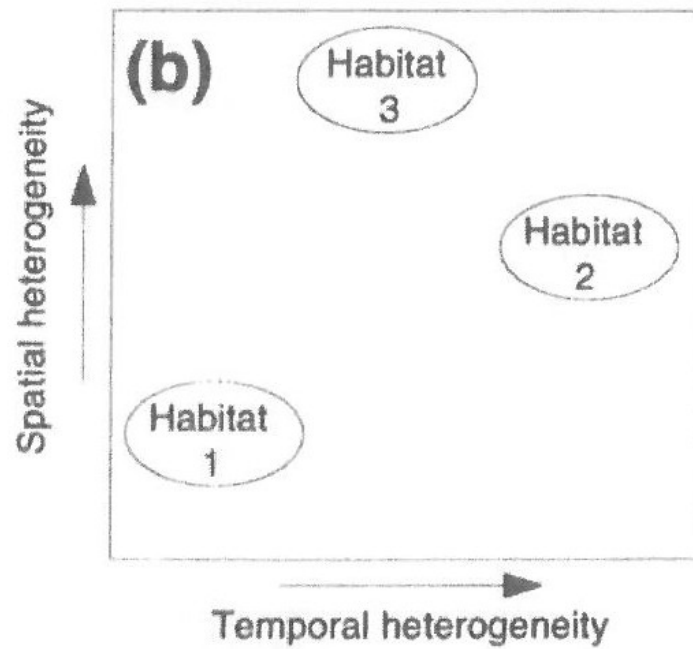 (b)
Habitat
3
Habitat
2
Habitat
1
Spatial heterogeneity
Temporal heterogeneity